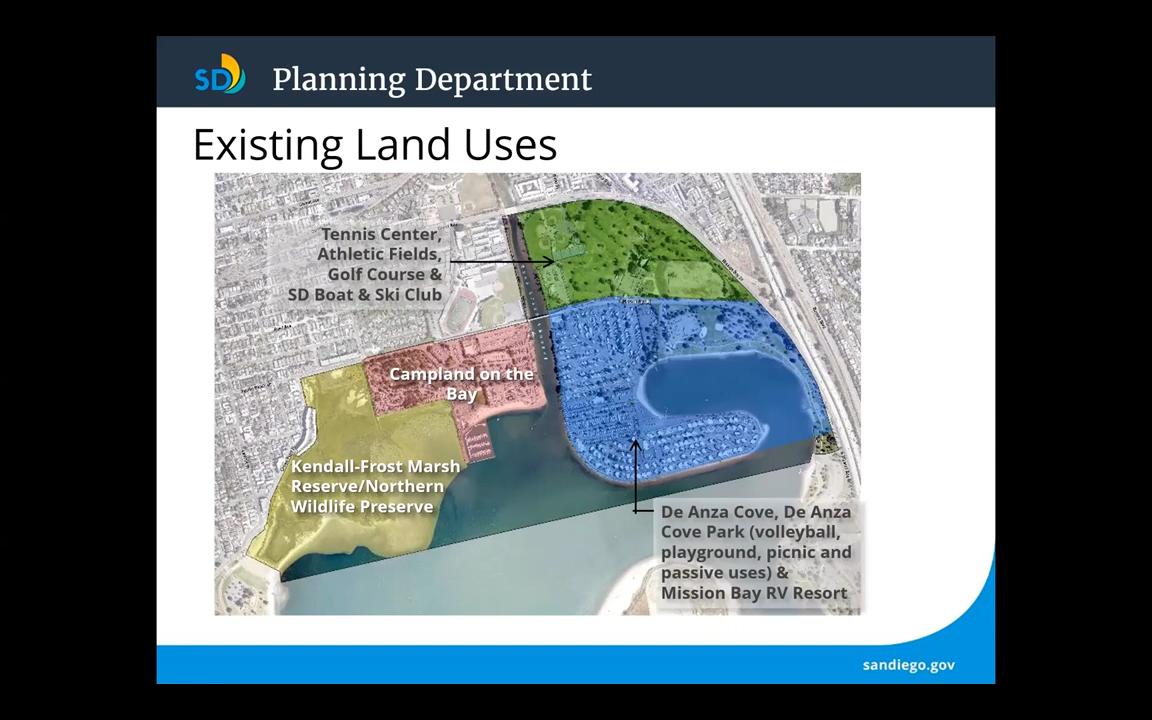 SD
Planning Department
Existing Land Uses
Tennis Center,
Athletic Fields,
Golf Course &
SD Boat & Ski Club
Campland on the
Bay
Kendall-Frost Marsh
Reserve/Northern
Wildlife Preserve
De Anza Cove, De Anza
Cove Park (volleyball,
playground, picnic and
passive uses) &
Mission Bay RV Resort
sandiego.gov